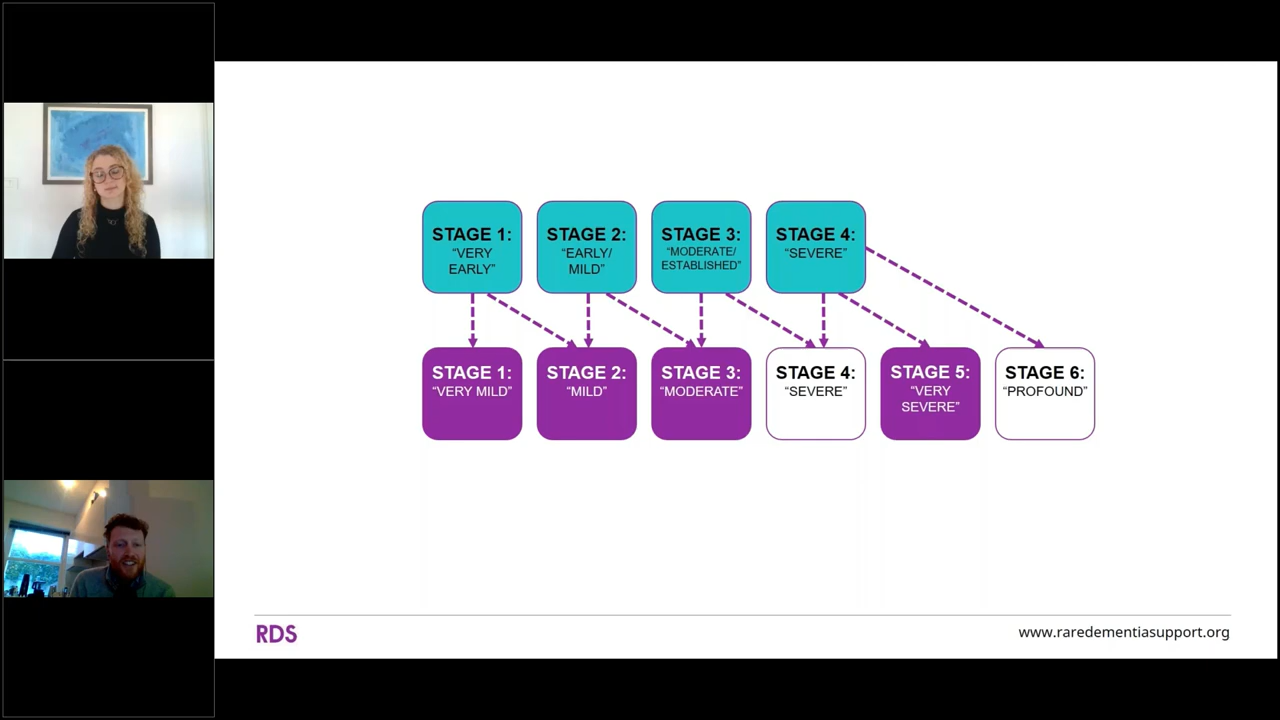 STAGE 1:
“VERY
EARLY”
STAGE 2:
“EARLY/
MILD”
STAGE 3:
“MODERATE/
ESTABLISHED”
STAGE 4:
“SEVERE”
STAGE 1:
“VERY MILD”
STAGE 2:
“MILD”
STAGE 3:
“MODERATE”
STAGE 4:
“SEVERE”
STAGE 5:
“VERY
SEVERE”
STAGE 6:
“PROFOUND”
RDS
www.raredementiasupport.org